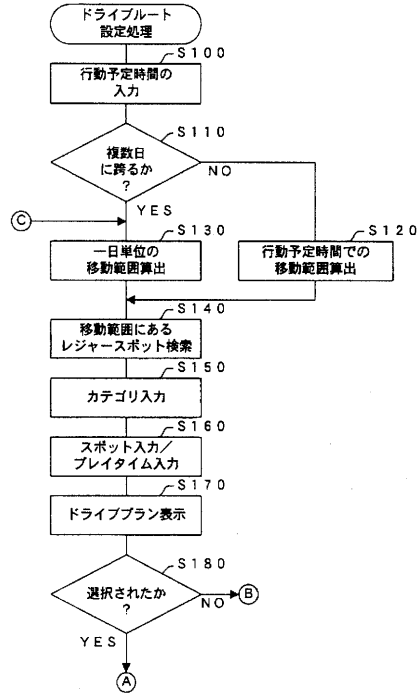 ドライブルート
設定処理
S100
行動予定時間の
入力
S110
複数日
に跨るか
?
NO
YES
C
S130
一日単位の
移動範囲算出
S120
行動予定時間での
移動範囲算出
S140
移動範囲にある
レジャースポット検索
S150
カテゴリ入力
S160
スポット入力/
プレイタイム入力
S170
ドライブプラン表示
S180
選択されたか
?
NO
B
YES
A